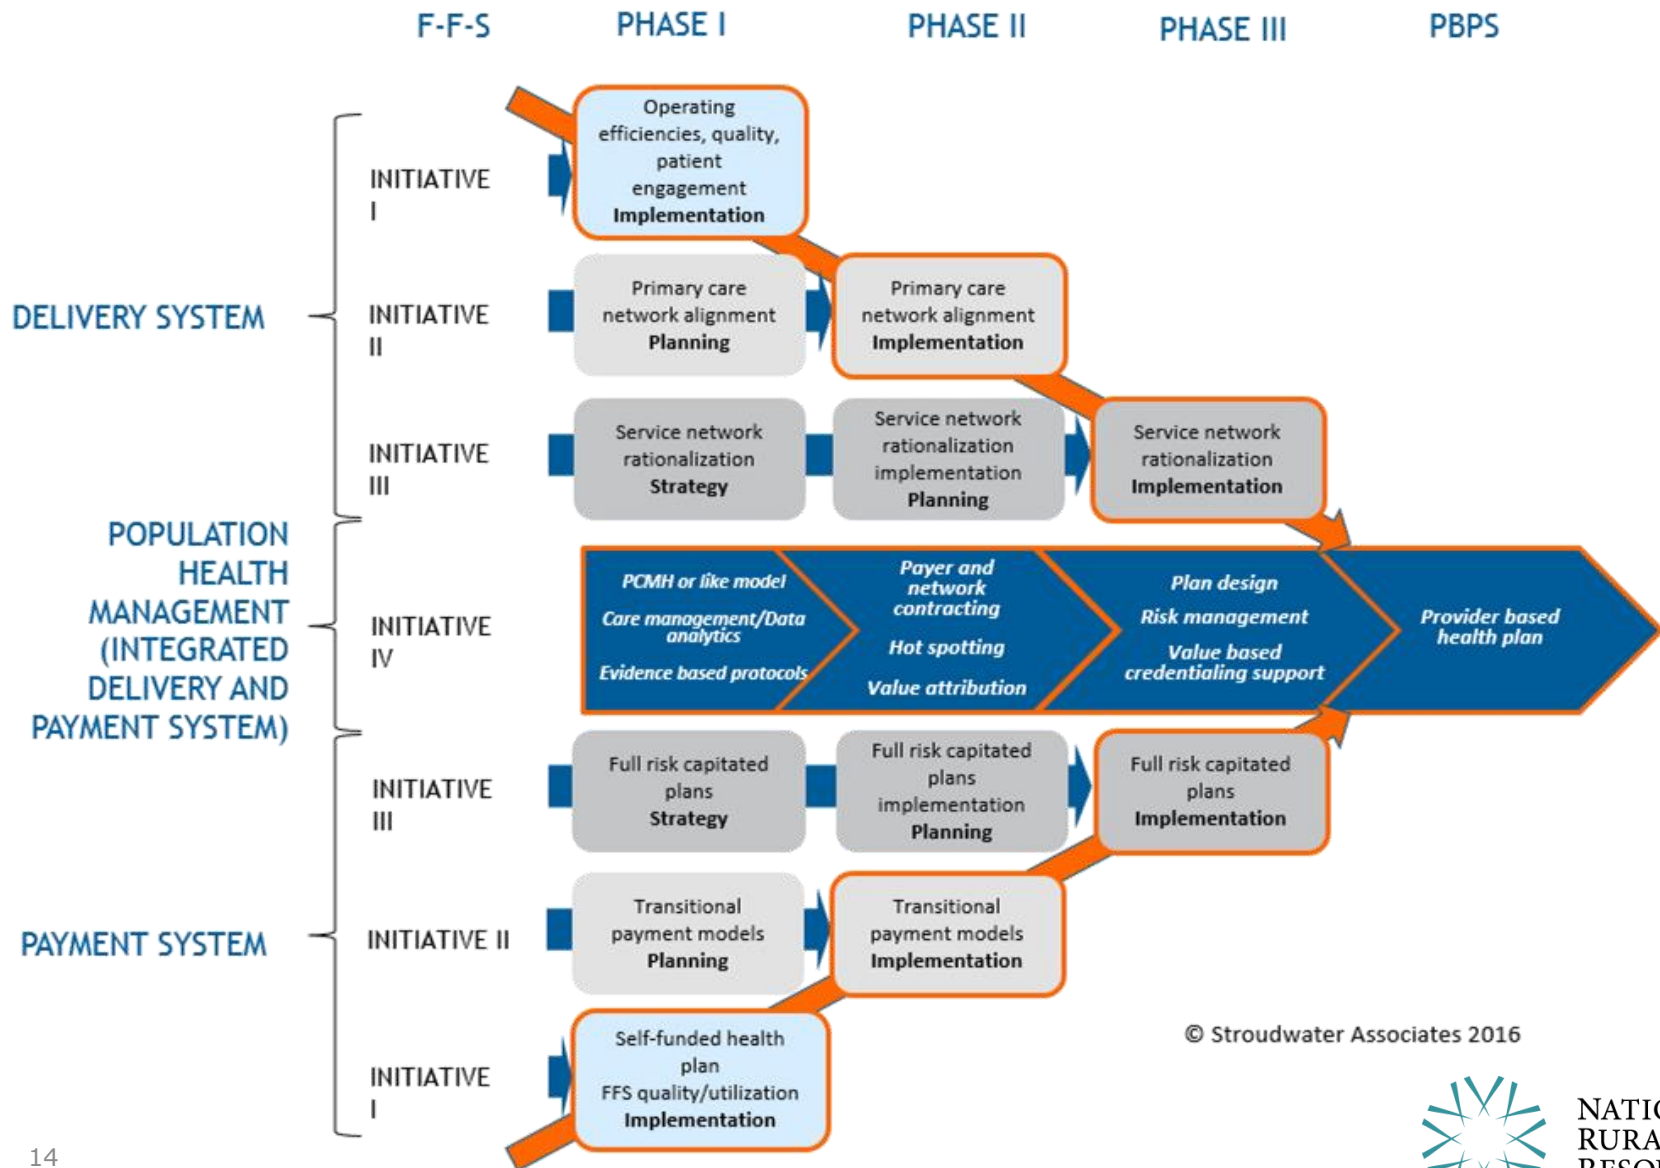 F-F-S
PHASE I
PHASE II
PHASE III
PBPS
DELIVERY SYSTEM
INITIATIVE
I
Operating
efficiencies, quality,
patient
engagement
Implementation
INITIATIVE
II
Primary care
network alignment
Planning
Primary care
network alignment
Implementation
INITIATIVE
III
Service network
rationalization
Strategy
Service network
rationalization
implementation
Planning
Service network
rationalization
Implementation
POPULATION
HEALTH
MANAGEMENT
(INTEGRATED
DELIVERY AND
PAYMENT SYSTEM)
INITIATIVE
IV
PCMH or like model
Care management/Data
analytics
Evidence based protocols
Payer and
network
contracting
Hot spotting
Value attribution
Plan design
Risk management
Value based
credentialing support
Provider based
health plan
PAYMENT SYSTEM
INITIATIVE
III
Full risk capitated
plans
Strategy
Full risk capitated
plans
implementation
Planning
Full risk capitated
plans
Implementation
INITIATIVE II
Transitional
payment models
Planning
Transitional
payment models
Implementation
INITIATIVE
I
Self-funded health
plan
FFS quality/utilization
Implementation
© Stroudwater Associates 2016
14